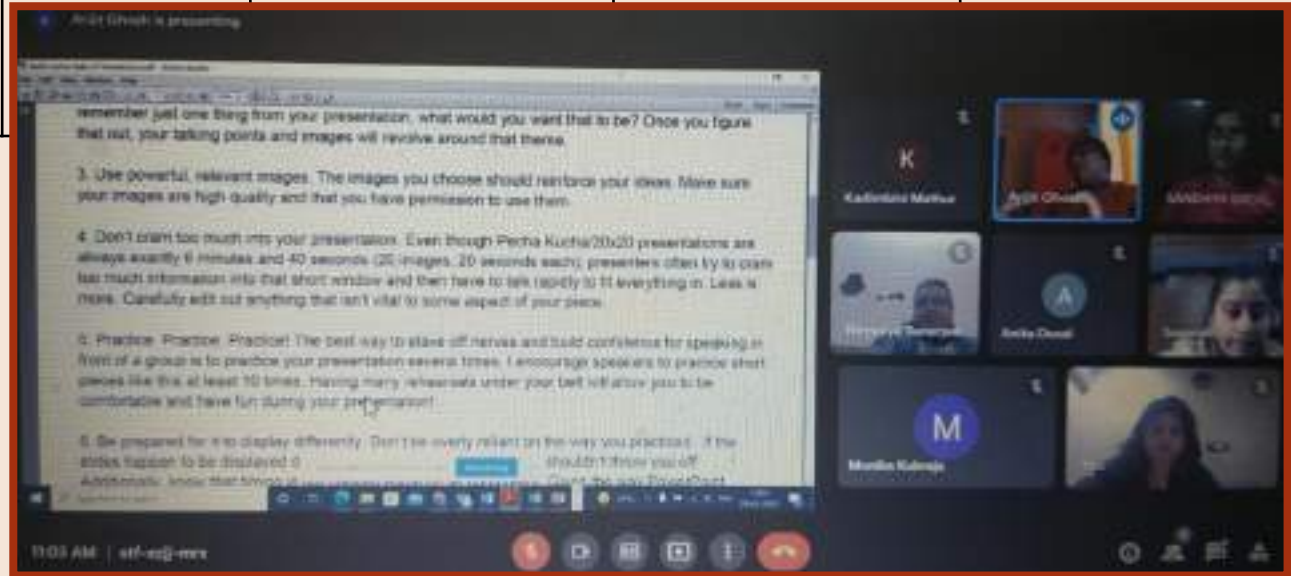 Arijit Ghosh is presenting
remember just one thing from your presentation, what would you want that to be? Once you figure
that out, your talking points and images will revolve around that theme.
3. Use powerful, relevant images. The images you choose should reinforce your ideas. Make sure
your images are high quality and that you have permission to use them.
4. Don't cram too much into your presentation. Even though Pecha Kucha/20x20 presentations are
always exactly 6 minutes and 40 seconds (20 images, 20 seconds each), presenters often try to cram
too much information into that short window and then have to talk rapidly to fit everything in. Less is
more. Carefully edit out anything that isn't vital to some aspect of your piece.
5. Practice. Practice. Practice! The best way to stave off nerves and build confidence for speaking in
front of a group is to practice your presentation several times. I encourage speakers to practice short
pieces like this at least 10 times. Having many rehearsals under your belt will allow you to be
comfortable and have fun during your presentation!
6. Be prepared for it to display differently. Don't be overly reliant on the way you practiced. If the
slides happen to be displayed shouldn't throw you off.
Additionally, know that timing the way PowerPoint
K
Kadambini Mathur
Arijit Ghosh
A
M
11:03 AM